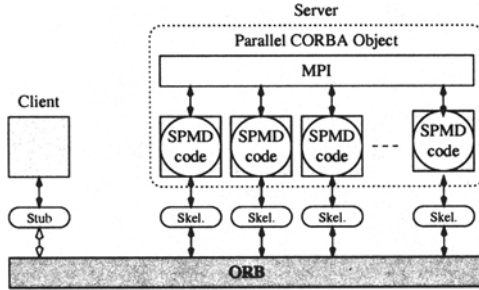 Server
Parallel CORBA Object
MPI
Client
SPMD code
SPMD code
SPMD code
SPMD code
Stub
Skel.
Skel.
Skel.
Skel.
ORB